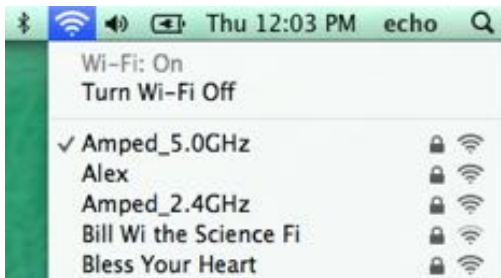 Thu 12:03 PM echo
Wi-Fi: On
Turn Wi-Fi Off
Amped_5.0GHz
Alex
Amped_2.4GHz
Bill Wi the Science Fi
Bless Your Heart